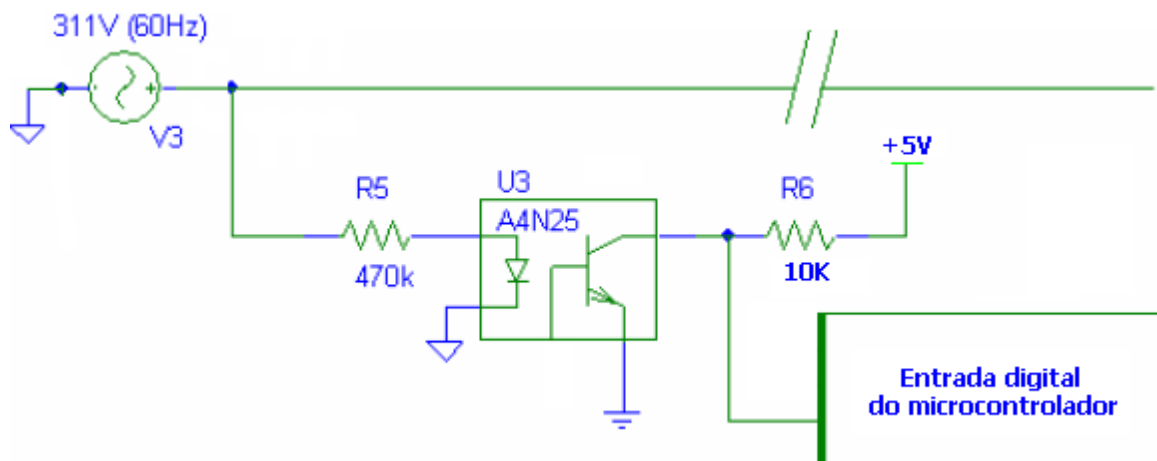 311V (60Hz)
V3
+5V
R5
U3
R6
A4N25
470k
10K
Entrada digital
do microcontrolador